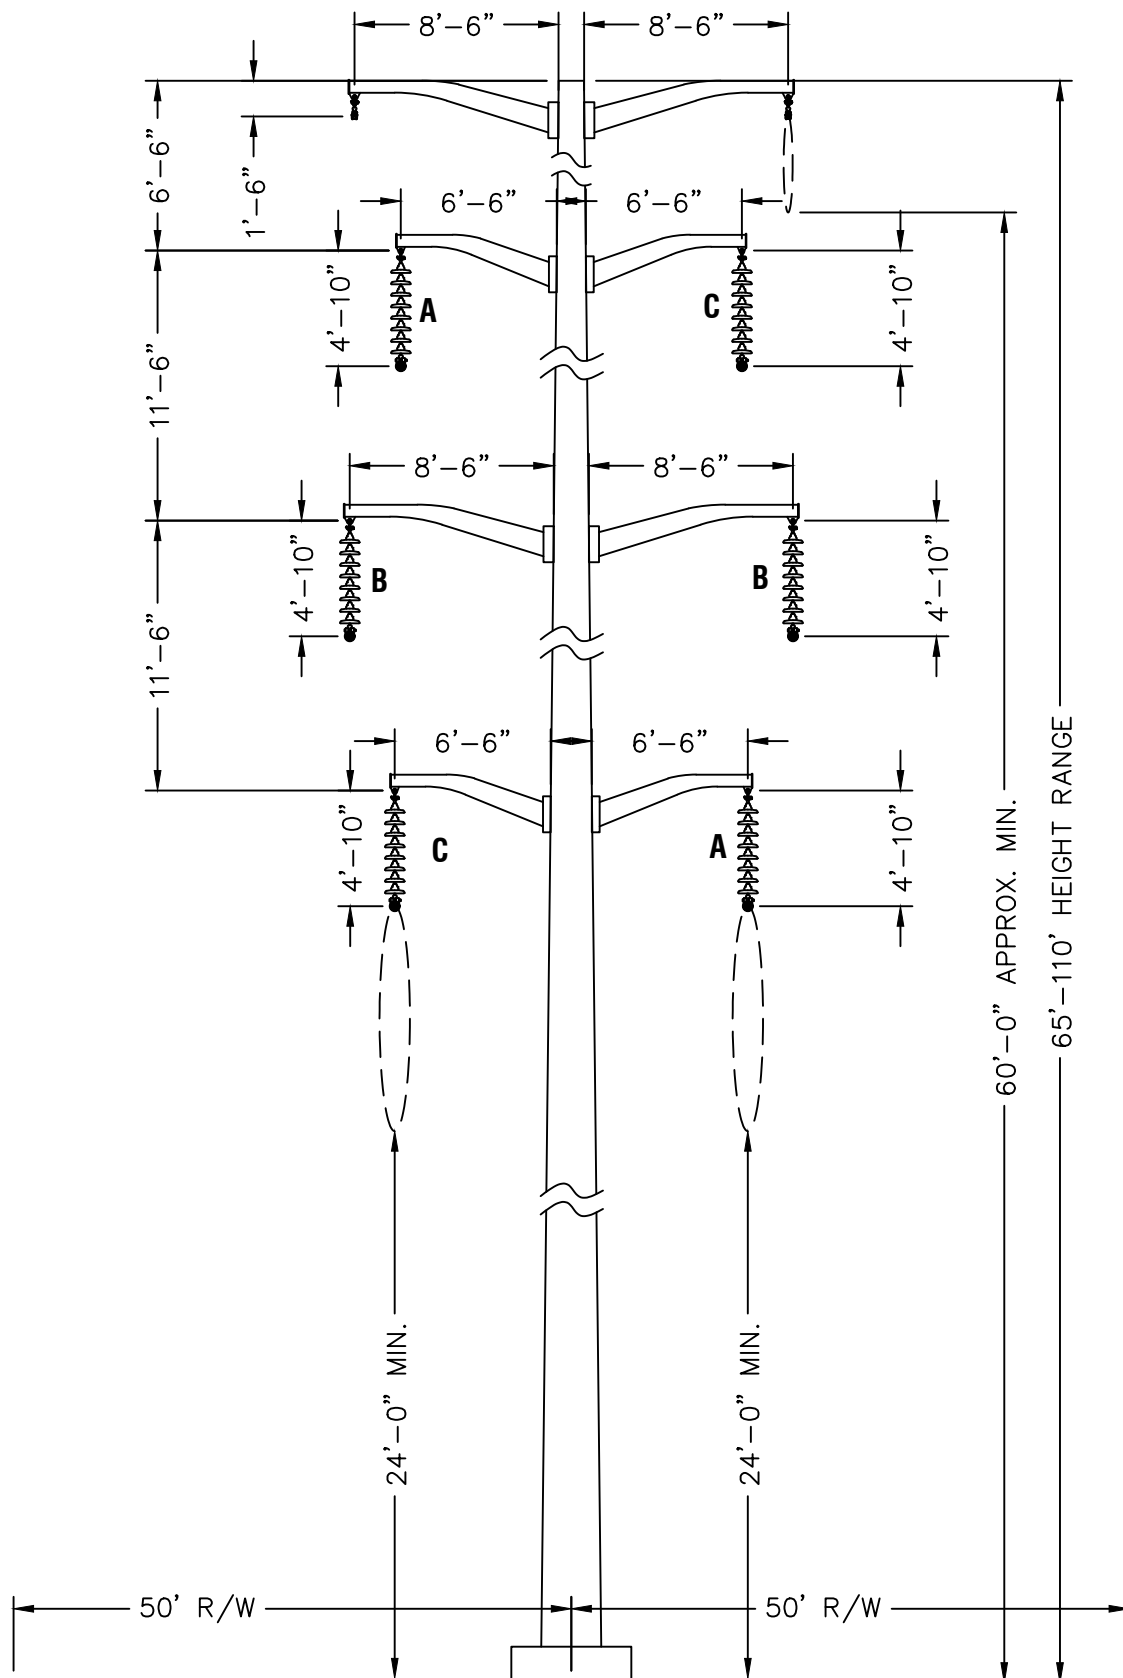 8'-6" 8'-6"
6'-6"
1'-6"
6'-6" 6'-6"
4'-10" A C 4'-10"
11'-6"
8'-6" 8'-6"
4'-10" B B 4'-10"
11'-6"
6'-6" 6'-6"
4'-10" C A 4'-10"
60'-0" APPROX. MIN.
65'-110' HEIGHT RANGE
24'-0" MIN. 24'-0" MIN.
50' R/W 50' R/W